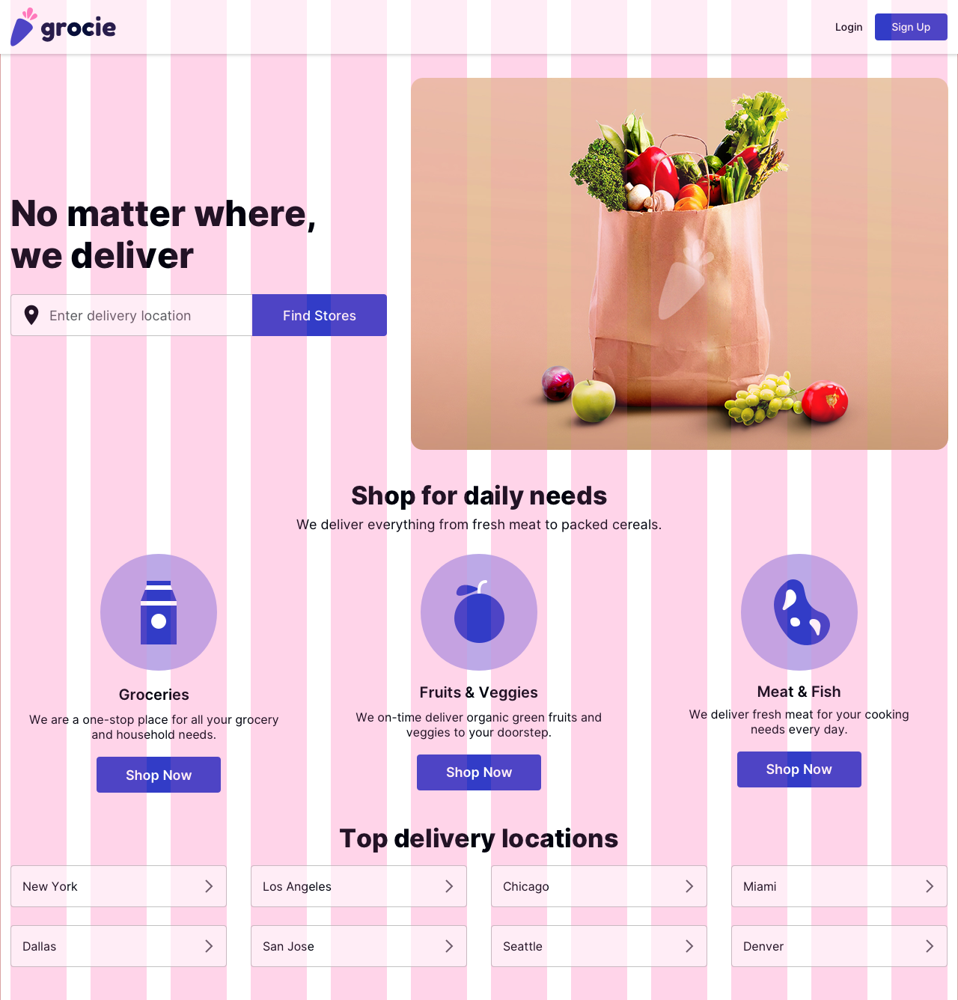 grocie
Login
Sign Up
No matter where,
we deliver
Enter delivery location
Find Stores
Shop for daily needs
We deliver everything from fresh meat to packed cereals.
Groceries
We are a one-stop place for all your grocery
and household needs.
Shop Now
Fruits & Veggies
We on-time deliver organic green fruits and
veggies to your doorstep.
Shop Now
Meat & Fish
We deliver fresh meat for your cooking
needs every day.
Shop Now
Top delivery locations
New York
Los Angeles
Chicago
Miami
Dallas
San Jose
Seattle
Denver